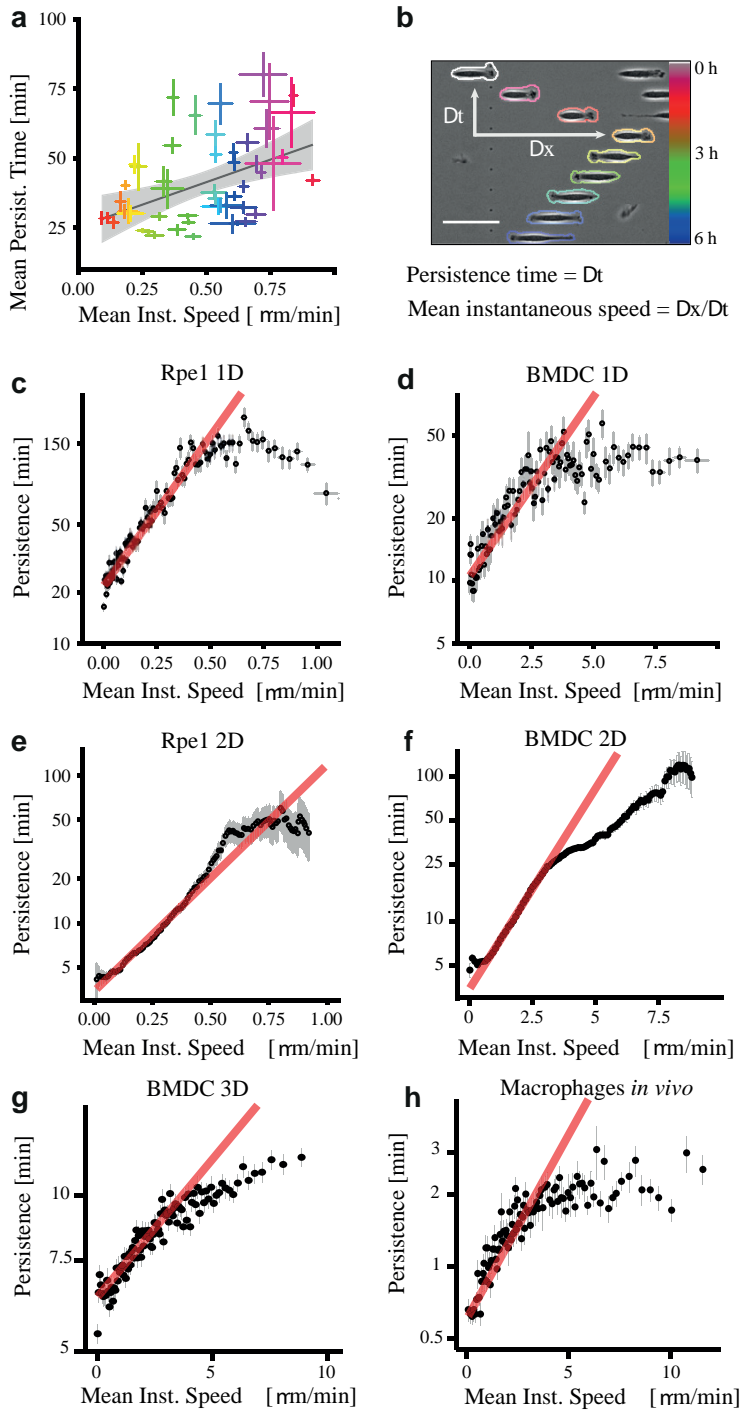 a
Mean Persist. Time [min]
100
75
50
25
0.00 0.25 0.50 0.75
Mean Inst. Speed [ mm/min]
b
Dt
Dx
0 h
3 h
6 h
Persistence time = Dt
Mean instantaneous speed = Dx/Dt
c
Rpe1 1D
Persistence [min]
150
50
20
10
0.00 0.25 0.50 0.75 1.00
Mean Inst. Speed [mm/min]
d
BMDC 1D
Persistence [min]
50
20
10
5
0.0 2.5 5.0 7.5
Mean Inst. Speed [mm/min]
e
Rpe1 2D
Persistence [min]
100
50
20
10
5
0.00 0.25 0.50 0.75 1.00
Mean Inst. Speed [mm/min]
f
BMDC 2D
Persistence [min]
100
50
25
10
5
0 2.5 5 7.5
Mean Inst. Speed [mm/min]
g
BMDC 3D
Persistence [min]
10
7.5
5
0 5 10
Mean Inst. Speed [mm/min]
h
Macrophages in vivo
Persistence [min]
3
2
1
0.5
0 5 10
Mean Inst. Speed [mm/min]